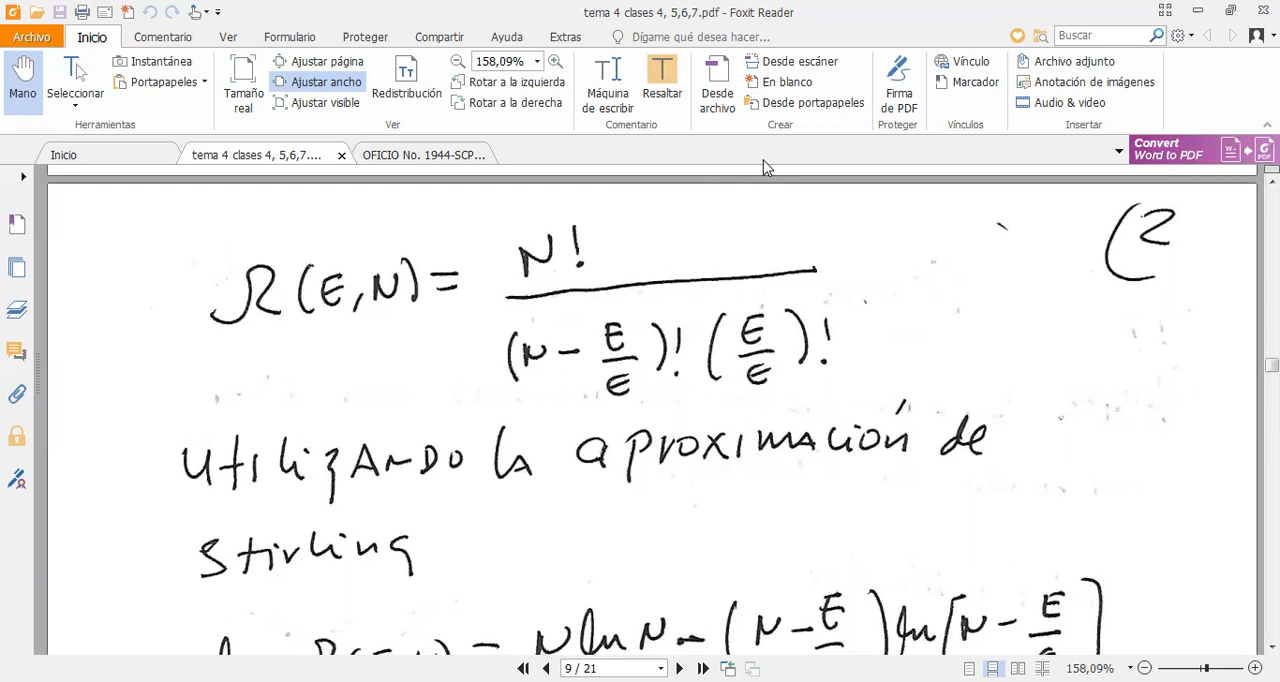 tema 4 clases 4, 5,6,7.pdf - Foxit Reader
Archivo Inicio Comentario Ver Formulario Proteger Compartir Ayuda Extras Dígame qué desea hacer... Buscar
Mano
Seleccionar
Instantánea
Portapapeles
Herramientas
Tamaño real
Ajustar página
Ajustar ancho
Ajustar visible
Redistribución
158,09%
Rotar a la izquierda
Rotar a la derecha
Ver
Máquina de escribir
Resaltar
Comentario
Desde archivo
Desde escáner
En blanco
Desde portapapeles
Crear
Firma de PDF
Proteger
Vínculo
Marcador
Vínculos
Archivo adjunto
Anotación de imágenes
Audio & video
Insertar
Inicio
tema 4 clases 4, 5,6,7....
OFICIO No. 1944-SCP...
Convert
Word to PDF
(2
Ω(E,N) = N! / (N - E/ϵ)! (E/ϵ)!
utilizando la aproximación de
stirling
N ln N - (N - E/ ) ln [N - E/ ]
9 / 21
158,09%